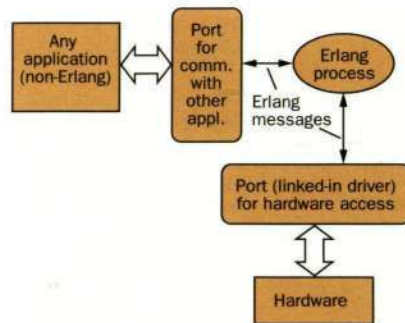 Any
application
(non-Erlang)
Port
for
comm.
with
other
appl.
Erlang
process
Erlang
messages
Port (linked-in driver)
for hardware access
Hardware